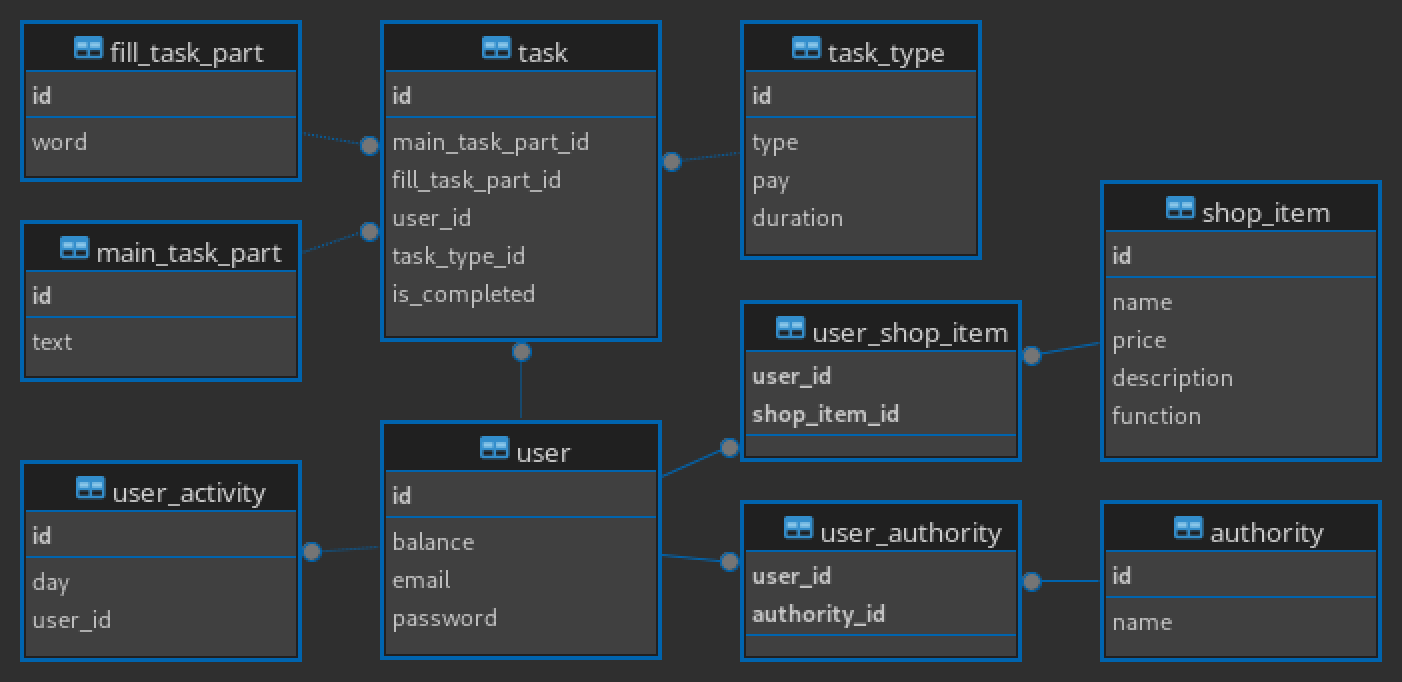 fill_task_part
id
word
task
id
main_task_part_id
fill_task_part_id
user_id
task_type_id
is_completed
task_type
id
type
pay
duration
main_task_part
id
text
shop_item
id
name
price
description
function
user_shop_item
user_id
shop_item_id
user_activity
id
day
user_id
user
id
balance
email
password
user_authority
user_id
authority_id
authority
id
name